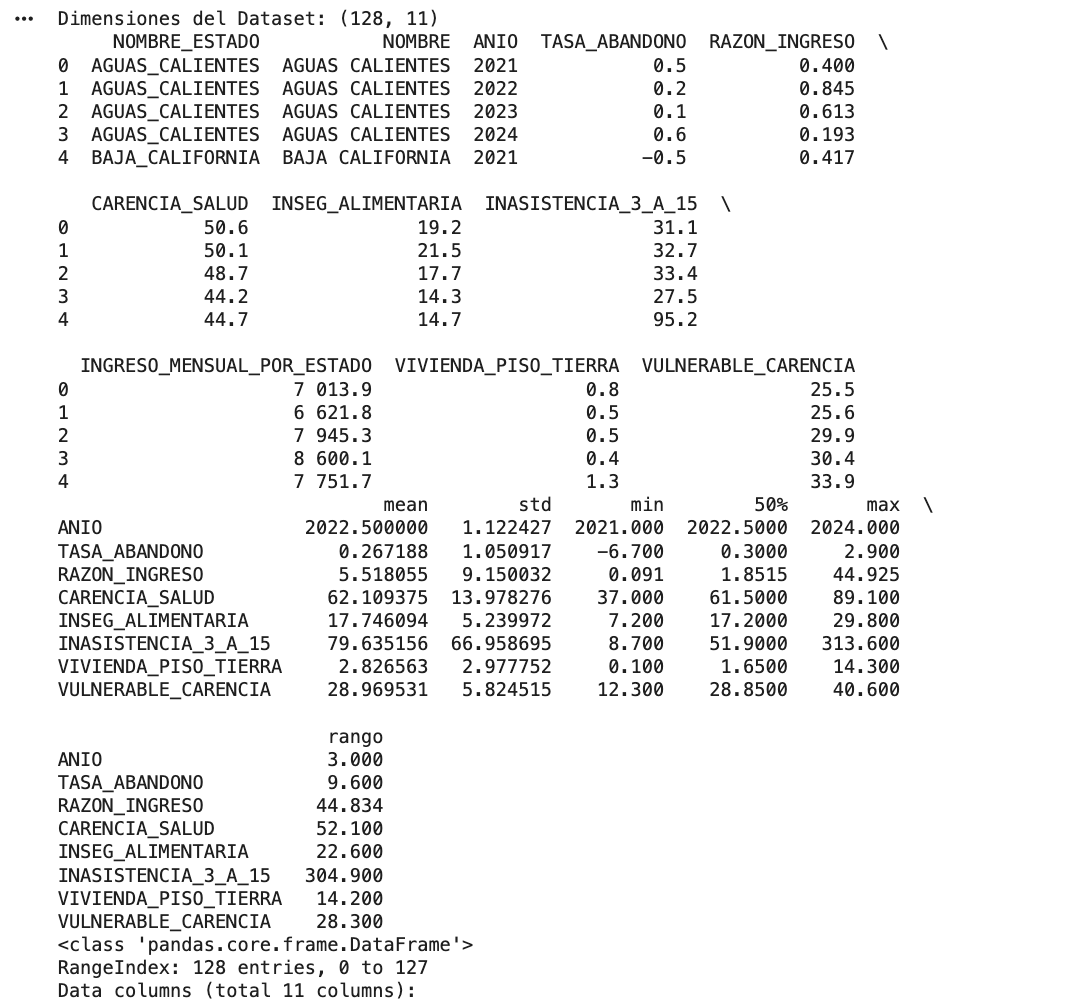 ••• Dimensiones del Dataset: (128, 11)
NOMBRE_ESTADO NOMBRE ANIO TASA_ABANDONO RAZON_INGRESO \
0 AGUAS_CALIENTES AGUAS CALIENTES 2021 0.5 0.400
1 AGUAS_CALIENTES AGUAS CALIENTES 2022 0.2 0.845
2 AGUAS_CALIENTES AGUAS CALIENTES 2023 0.1 0.613
3 AGUAS_CALIENTES AGUAS CALIENTES 2024 0.6 0.193
4 BAJA_CALIFORNIA BAJA CALIFORNIA 2021 -0.5 0.417
CARENCIA_SALUD INSEG_ALIMENTARIA INASISTENCIA_3_A_15 \
0 50.6 19.2 31.1
1 50.1 21.5 32.7
2 48.7 17.7 33.4
3 44.2 14.3 27.5
4 44.7 14.7 95.2
INGRESO_MENSUAL_POR_ESTADO VIVIENDA_PISO_TIERRA VULNERABLE_CARENCIA
0 7 013.9 0.8 25.5
1 6 621.8 0.5 25.6
2 7 945.3 0.5 29.9
3 8 600.1 0.4 30.4
4 7 751.7 1.3 33.9
mean std min 50% max \
ANIO 2022.500000 1.122427 2021.000 2022.5000 2024.000
TASA_ABANDONO 0.267188 1.050917 -6.700 0.3000 2.900
RAZON_INGRESO 5.518055 9.150032 0.091 1.8515 44.925
CARENCIA_SALUD 62.109375 13.978276 37.000 61.5000 89.100
INSEG_ALIMENTARIA 17.746094 5.239972 7.200 17.2000 29.800
INASISTENCIA_3_A_15 79.635156 66.958695 8.700 51.9000 313.600
VIVIENDA_PISO_TIERRA 2.826563 2.977752 0.100 1.6500 14.300
VULNERABLE_CARENCIA 28.969531 5.824515 12.300 28.8500 40.600
rango
ANIO 3.000
TASA_ABANDONO 9.600
RAZON_INGRESO 44.834
CARENCIA_SALUD 52.100
INSEG_ALIMENTARIA 22.600
INASISTENCIA_3_A_15 304.900
VIVIENDA_PISO_TIERRA 14.200
VULNERABLE_CARENCIA 28.300
<class 'pandas.core.frame.DataFrame'>
RangeIndex: 128 entries, 0 to 127
Data columns (total 11 columns):